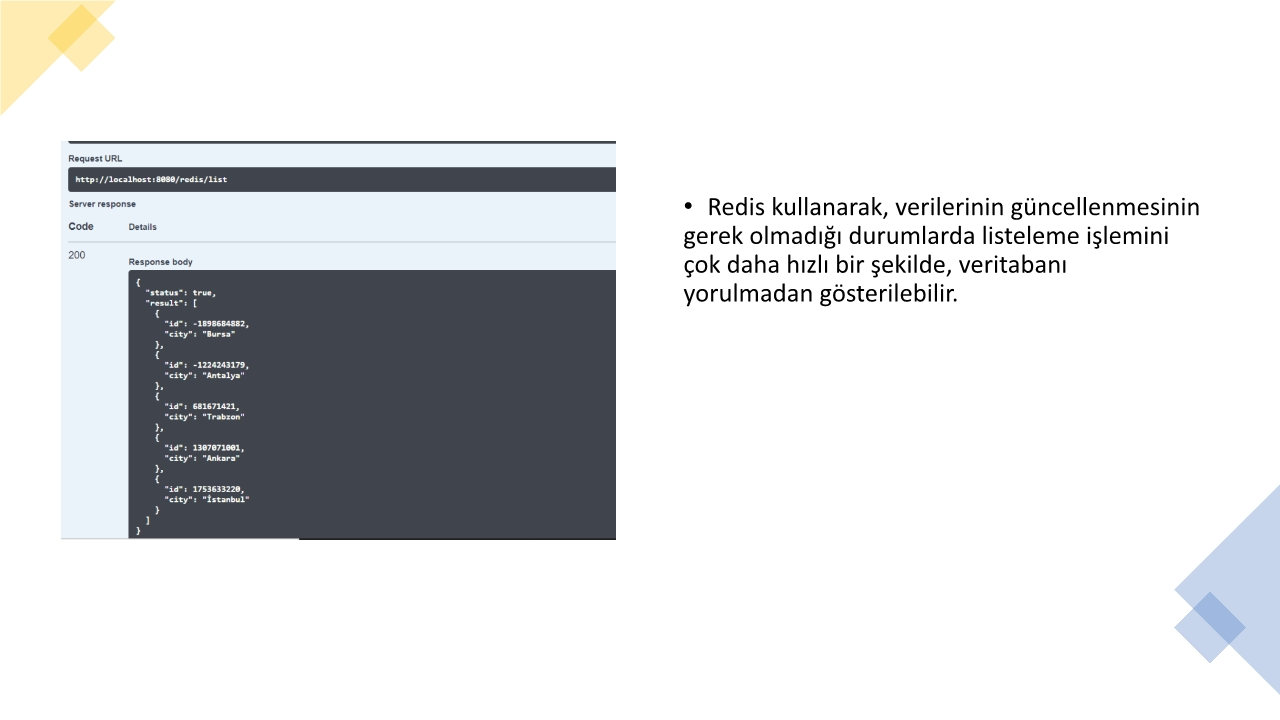 Request URL
http://localhost:8080/redis/list
Server response
Code Details
200
Response body
{
"status": true,
"result": [
{
"id": -1898684882,
"city": "Bursa"
},
{
"id": -1224243179,
"city": "Antalya"
},
{
"id": 681671421,
"city": "Trabzon"
},
{
"id": 1307071001,
"city": "Ankara"
},
{
"id": 1753633220,
"city": "İstanbul"
}
]
}
• Redis kullanarak, verilerinin güncellenmesinin
gerek olmadığı durumlarda listeleme işlemini
çok daha hızlı bir şekilde, veritabanı
yorulmadan gösterilebilir.